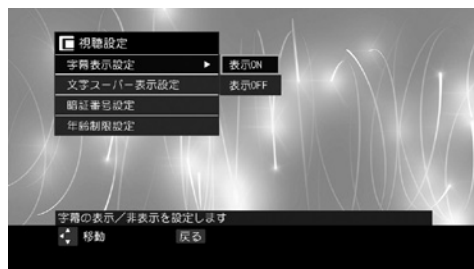 視聴設定
字幕表示設定 ▶ 表示ON
文字スーパー表示設定 表示OFF
暗証番号設定
年齢制限設定
字幕の表示/非表示を設定します
移動 戻る